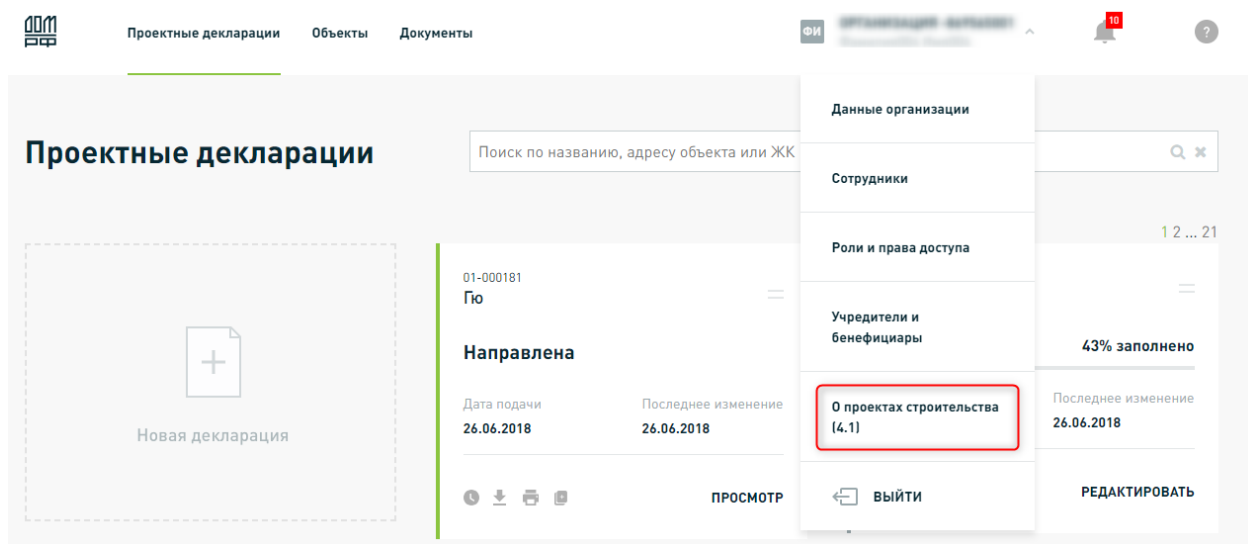 ДОМ
РФ
Проектные декларации
Объекты
Документы
ФИ
10
?
Данные организации
Проектные декларации
Поиск по названию, адресу объекта или ЖК
Сотрудники
Роли и права доступа
1 2 ... 21
01-000181
Гю
Учредители и
бенефициары
Направлена
43% заполнено
Дата подачи
Последнее изменение
26.06.2018
26.06.2018
О проектах строительства
(4.1)
Последнее изменение
26.06.2018
Новая декларация
ПРОСМОТР
ВЫЙТИ
РЕДАКТИРОВАТЬ